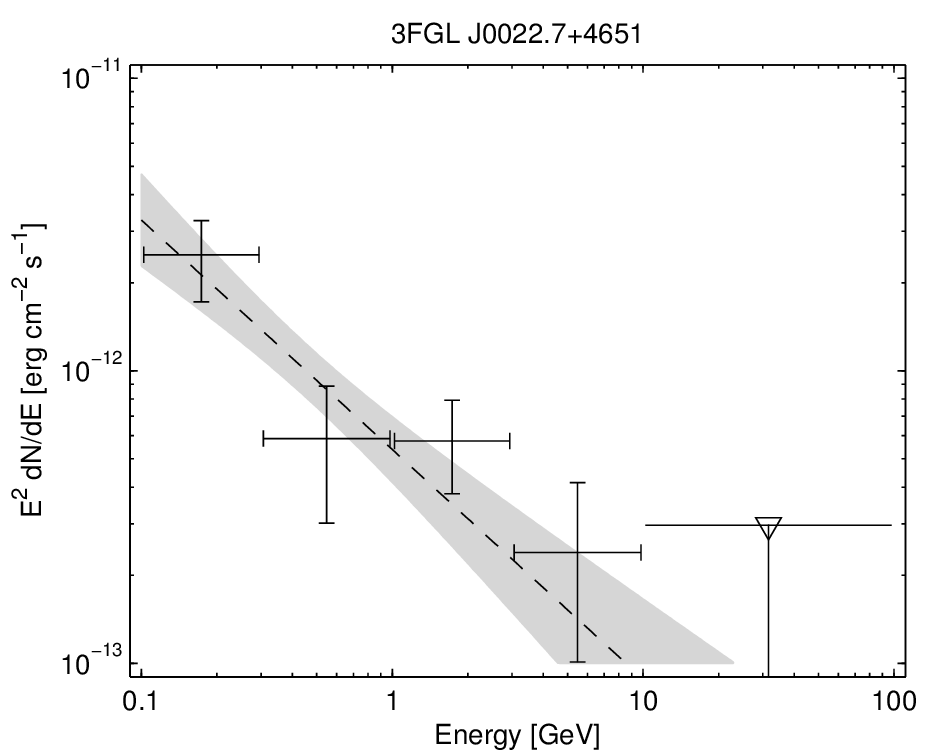 3FGL J0022.7+4651
10⁻¹¹
10⁻¹²
10⁻¹³
E² dN/dE [erg cm⁻² s⁻¹]
0.1 1 10 100
Energy [GeV]